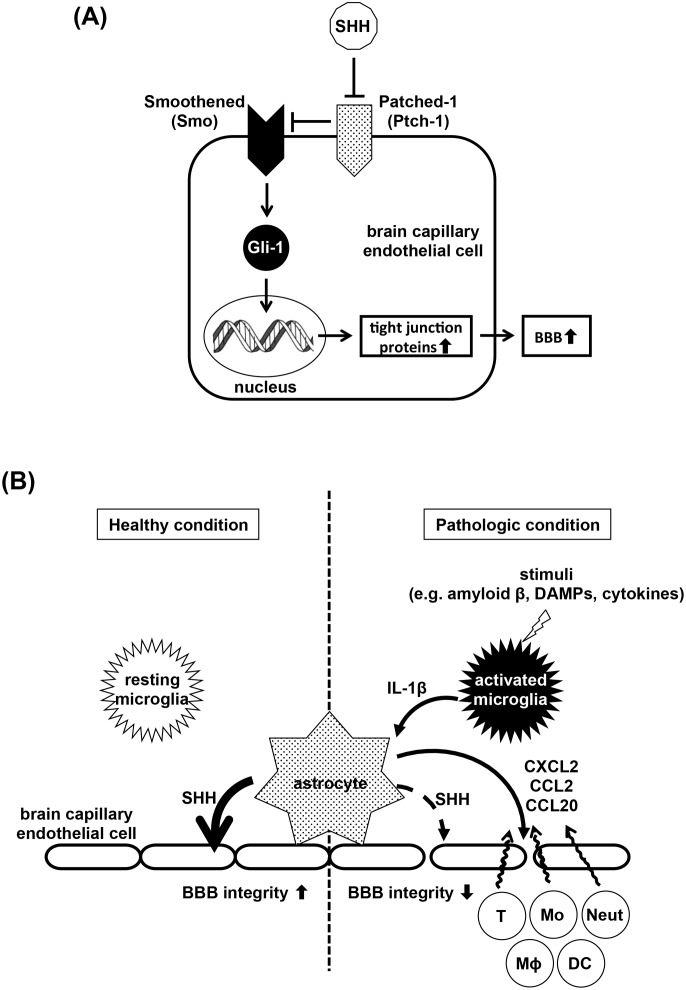 (A)
SHH
Smoothened
(Smo)
Patched-1
(Ptch-1)
Gli-1
brain capillary
endothelial cell
tight junction
proteins
BBB
nucleus
(B)
Healthy condition
Pathologic condition
stimuli
(e.g. amyloid β, DAMPs, cytokines)
resting
microglia
activated
microglia
IL-1β
astrocyte
CXCL2
CCL2
CCL20
SHH
SHH
brain capillary
endothelial cell
BBB integrity
BBB integrity
T
Mo
Neut
Mϕ
DC